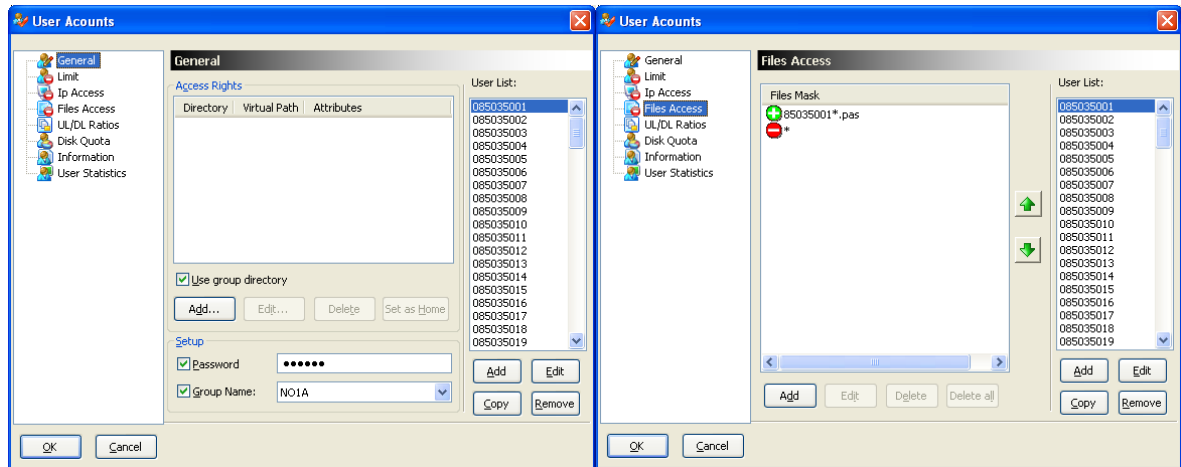 User Acounts
General
Limit
Ip Access
Files Access
UL/DL Ratios
Disk Quota
Information
User Statistics
General
Access Rights
Directory Virtual Path Attributes
Use group directory
Add... Edit... Delete Set as Home
Setup
Password ●●●●●●
Group Name: NO1A
User List:
085035001
085035002
085035003
085035004
085035005
085035006
085035007
085035008
085035009
085035010
085035011
085035012
085035013
085035014
085035015
085035016
085035017
085035018
085035019
Add Edit
Copy Remove
OK Cancel
User Acounts
General
Limit
Ip Access
Files Access
UL/DL Ratios
Disk Quota
Information
User Statistics
Files Access
Files Mask
85035001*.pas
*
Add Edit Delete Delete all
User List:
085035001
085035002
085035003
085035004
085035005
085035006
085035007
085035008
085035009
085035010
085035011
085035012
085035013
085035014
085035015
085035016
085035017
085035018
085035019
Add Edit
Copy Remove
OK Cancel